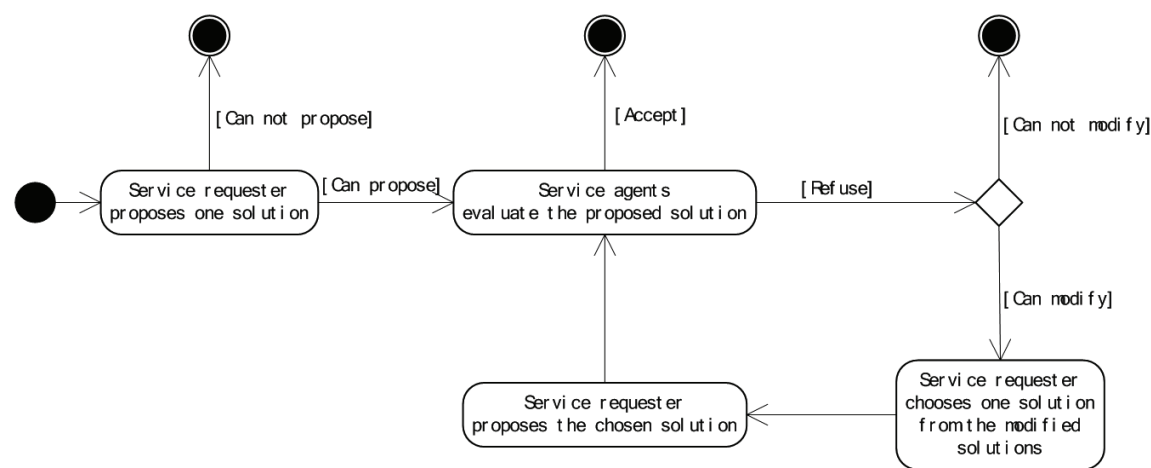 [Can not propose]
[Accept]
[Can not modify]
Service requester
proposes one solution
[Can propose]
Service agents
evaluate the proposed solution
[Refuse]
[Can modify]
Service requester
proposes the chosen solution
Service requester
chooses one solution
from the modified
solutions